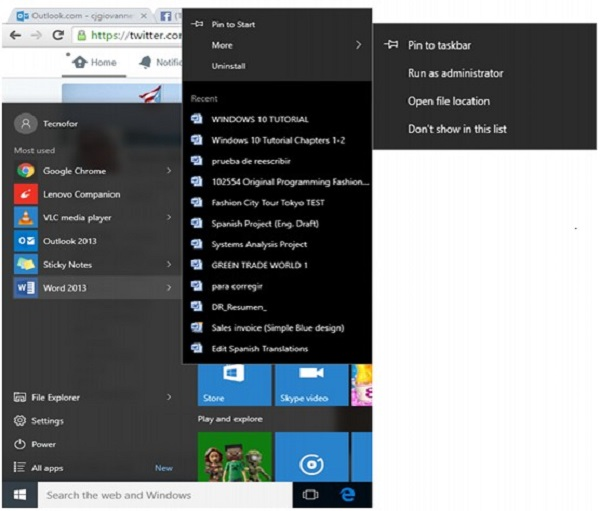 Outlook.com - cjgiovanne
https://twitter.co
Home
Notific
Tecnofar
Most used
Google Chrome
Lenovo Companion
VLC media player
Outlook 2013
Sticky Notes
Word 2013
File Explorer
Settings
Power
All apps
New
Search the web and Windows
Pin to Start
More
Uninstall
Recent
WINDOWS 10 TUTORIAL
Windows 10 Tutorial Chapters 1-2
prueba de reescribir
102554 Original Programming Fashion...
Fashion City Tour Tokyo TEST
Spanish Project (Eng. Draft)
Systems Analysis Project
GREEN TRADE WORLD 1
para corregir
DR_Resumen_
Sales invoice (Simple Blue design)
Edit Spanish Translations
Store
Skype video
Play and explore
Pin to taskbar
Run as administrator
Open file location
Don't show in this list